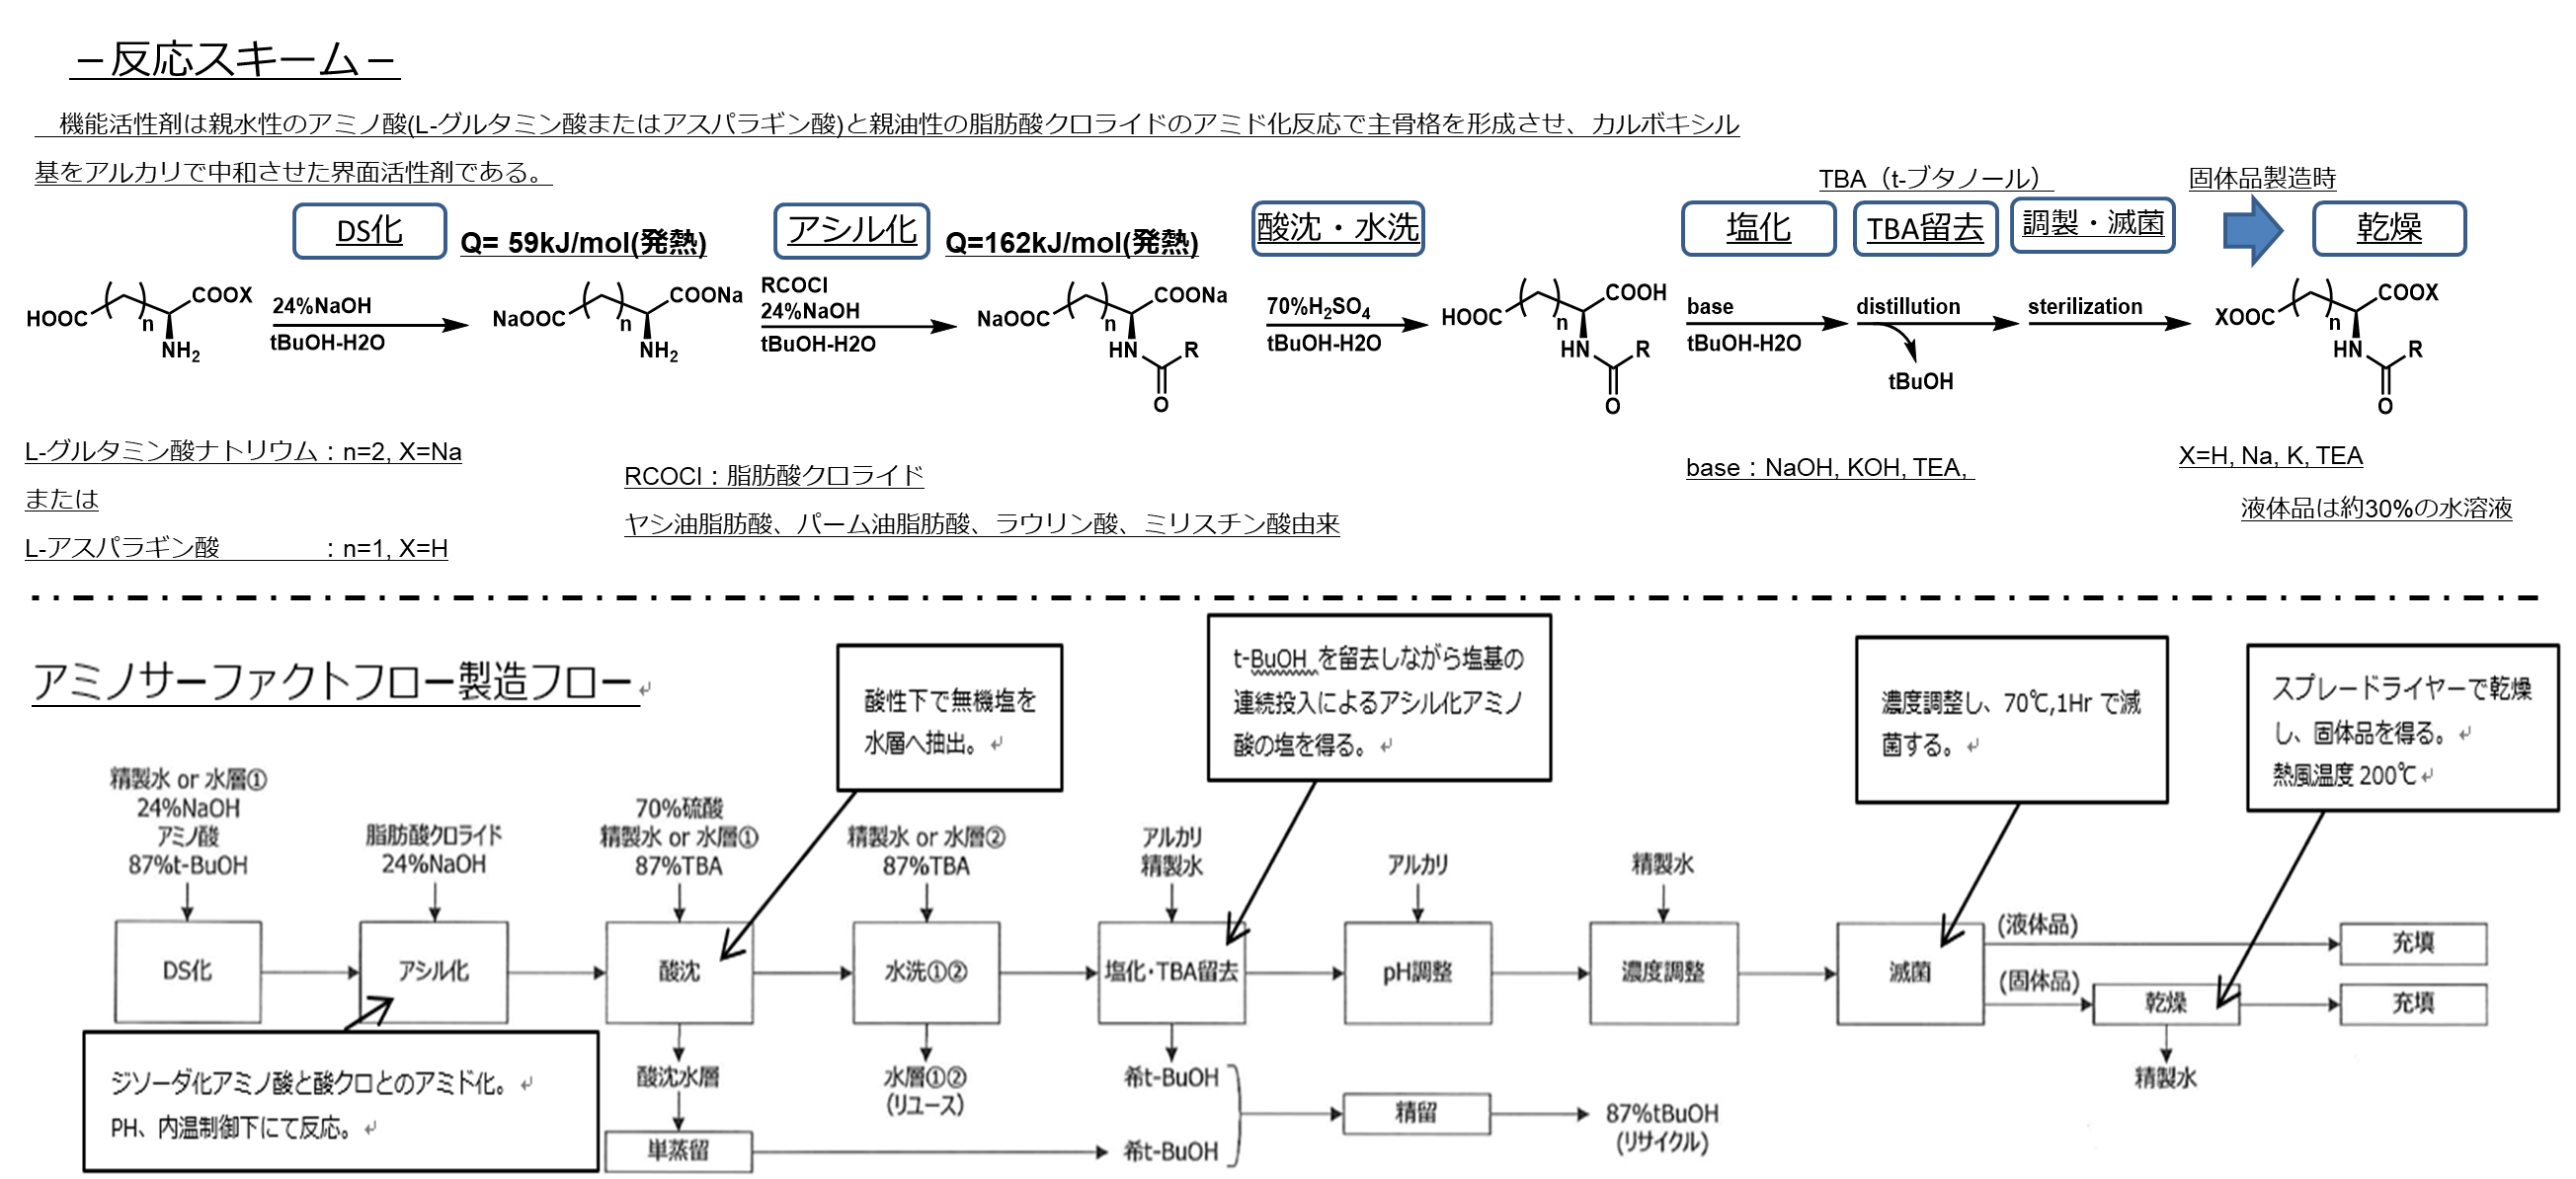 －反応スキーム－
機能活性剤は親水性のアミノ酸(L-グルタミン酸またはアスパラギン酸)と親油性の脂肪酸クロライドのアミド化反応で主骨格を形成させ、カルボキシル
基をアルカリで中和させた界面活性剤である。
TBA（t-ブタノール）
固体品製造時
DS化
Q= 59kJ/mol(発熱)
アシル化
Q=162kJ/mol(発熱)
酸沈・水洗
塩化
TBA留去
調製・滅菌
乾燥
HOOC ( )n COOX NH2
24%NaOH
tBuOH-H2O
NaOOC ( )n COONa NH2
RCOCl
24%NaOH
tBuOH-H2O
NaOOC ( )n COONa HN R O
70%H2SO4
tBuOH-H2O
HOOC ( )n COOH HN R O
base
tBuOH-H2O
distillution
tBuOH
sterilization
XOOC ( )n COOX HN R O
L-グルタミン酸ナトリウム：n=2, X=Na
または
L-アスパラギン酸　　　　：n=1, X=H
RCOCl：脂肪酸クロライド
ヤシ油脂肪酸、パーム油脂肪酸、ラウリン酸、ミリスチン酸由来
base：NaOH, KOH, TEA,
X=H, Na, K, TEA
液体品は約30%の水溶液
アミノサーファクトフロー製造フロー↲
酸性下で無機塩を
水層へ抽出。↲
t-BuOH を留去しながら塩基の
連続投入によるアシル化アミノ
酸の塩を得る。↲
濃度調整し、70℃,1Hr で滅
菌する。↲
スプレードライヤーで乾燥
し、固体品を得る。↲
熱風温度 200℃↲
精製水 or 水層①
24%NaOH
アミノ酸
87%t-BuOH
脂肪酸クロライド
24%NaOH
70%硫酸
精製水 or 水層①
87%TBA
精製水 or 水層②
87%TBA
アルカリ
精製水
アルカリ
精製水
DS化
アシル化
酸沈
水洗①②
塩化・TBA留去
pH調整
濃度調整
滅菌
(液体品)
充填
(固体品)
乾燥
充填
精製水
ジソーダ化アミノ酸と酸クロとのアミド化。↲
PH、内温制御下にて反応。↲
酸沈水層
単蒸留
水層①②
(リユース)
希t-BuOH
希t-BuOH
精留
87%tBuOH
(リサイクル)